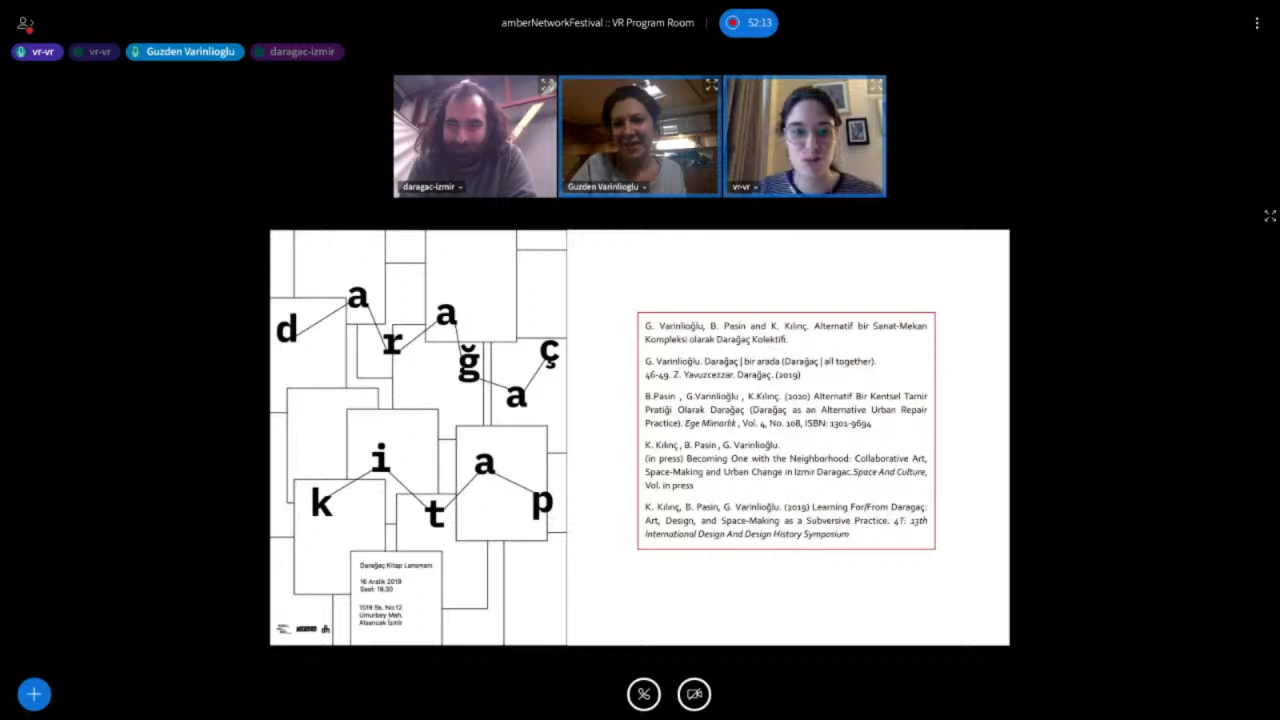 amberNetworkFestival :: VR Program Room
52:13
vr-vr
vr-vr
Guzden Varinlioglu
daragac-izmir
daragac-izmir
Guzden Varinlioglu
vr-vr
darağaç
kitap
Darağaç Kitap Lansmanı
16 Aralık 2019
Saat: 18.30
1519 Sk. No:12
Umurbey Mah.
Alsancak İzmir
G. Varinlioğlu, B. Pasin and K. Kılınç. Alternatif bir Sanat-Mekan
Kompleksi olarak Darağaç Kolektifi.
G. Varinlioğlu. Darağaç | bir arada (Darağaç | all together).
46-49. Z. Yavuzcezzar. Darağaç. (2019)
B.Pasin , G.Varinlioğlu , K.Kılınç. (2020) Alternatif Bir Kentsel Tamir
Pratiği Olarak Darağaç (Darağaç as an Alternative Urban Repair
Practice). Ege Mimarlık , Vol. 4, No. 108, ISBN: 1301-9694
K. Kılınç , B. Pasin , G. Varinlioğlu.
(in press) Becoming One with the Neighborhood: Collaborative Art,
Space-Making and Urban Change in Izmir Daragac.Space And Culture,
Vol. in press
K. Kılınç, B. Pasin, G. Varinlioğlu. (2019) Learning For/From Daragaç:
Art, Design, and Space-Making as a Subversive Practice. 4T: 13th
International Design And Design History Symposium